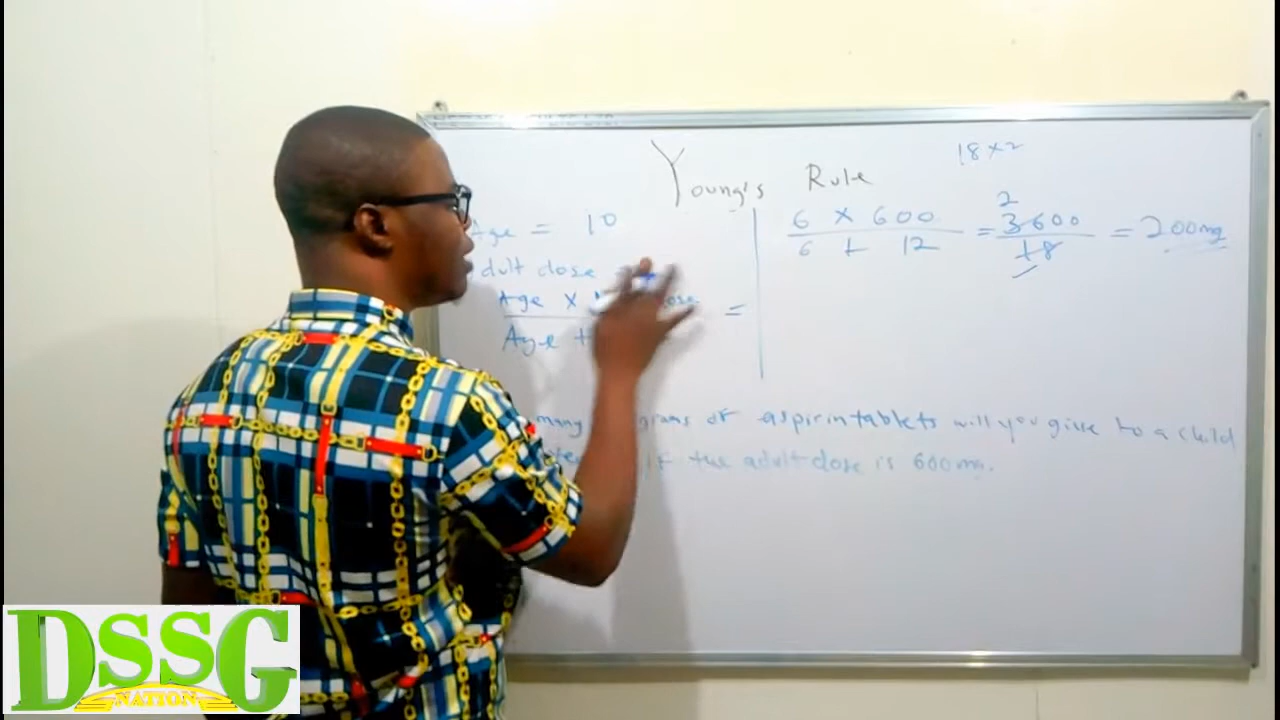 Young's Rule
18 x 2
Age = 10
adult dose
Age x
Age +
=
6 x 600 / 6 + 12 = 3600 / 18 = 200mg
2
many grams of aspirin tablets will you give to a child
if the adult dose is 600mg.
DSSG
NATION